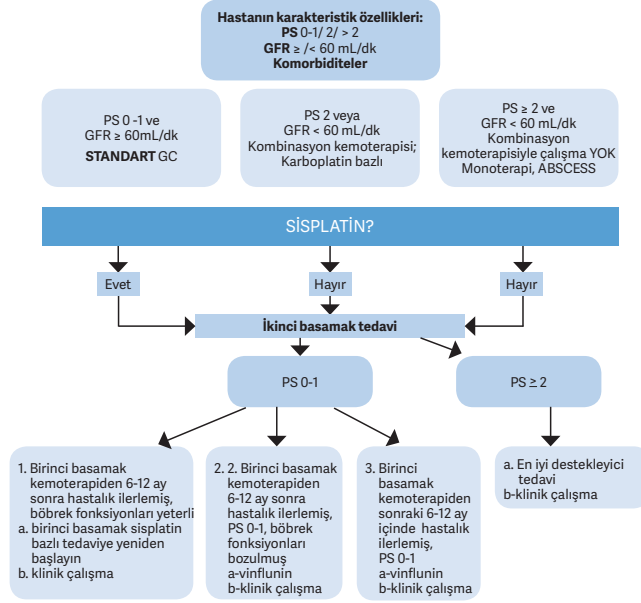 Hastanın karakteristik özellikleri:
PS 0-1/ 2/ > 2
GFR ≥ /< 60 mL/dk
Komorbiditeler
PS 0 -1 ve
GFR ≥ 60mL/dk
STANDART GC
PS 2 veya
GFR < 60 mL/dk
Kombinasyon kemoterapisi;
Karboplatin bazlı
PS ≥ 2 ve
GFR < 60 mL/dk
Kombinasyon
kemoterapisiyle çalışma YOK
Monoterapi, ABSCESS
SİSPLATİN?
Evet
Hayır
Hayır
İkinci basamak tedavi
PS 0-1
PS ≥ 2
1. Birinci basamak
kemoterapiden 6-12 ay
sonra hastalık ilerlemiş,
böbrek fonksiyonları yeterli
a. birinci basamak sisplatin
bazlı tedaviye yeniden
başlayın
b. klinik çalışma
2. 2. Birinci basamak
kemoterapiden
6-12 ay sonra
hastalık ilerlemiş,
PS 0-1, böbrek
fonksiyonları
bozulmuş
a-vinflunin
b-klinik çalışma
3. Birinci
basamak
kemoterapiden
sonraki 6-12 ay
içinde hastalık
ilerlemiş,
PS 0-1
a-vinflunin
b-klinik çalışma
a. En iyi destekleyici
tedavi
b-klinik çalışma